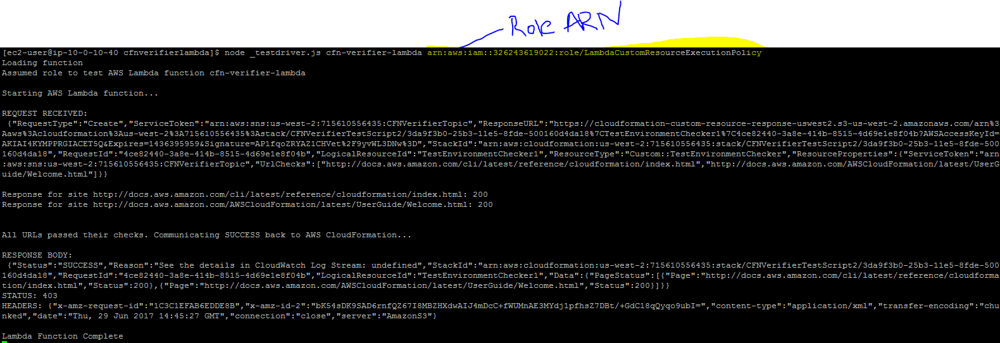 Role ARN
[ec2-user@ip-10-0-10-40 cfnverifierlambda]$ node _testdriver.js cfn-verifier-lambda arn:aws:iam::326243619022:role/LambdaCustomResourceExecutionPolicy
Loading function
Assumed role to test AWS Lambda function cfn-verifier-lambda
Starting AWS Lambda function...
REQUEST RECEIVED:
{"RequestType":"Create","ServiceToken":"arn:aws:sns:us-west-2:715610556435:CFNVerifierTopic","ResponseURL":"https://cloudformation-custom-resource-response-uswest2.s3-us-west-2.amazonaws.com/arn%3
Aaws%3Acloudformation%3Aus-west-2%3A715610556435%3Astack/CFNVerifierTestScript2/3da9f3b0-25b3-11e5-8fde-500160d4da18%7CTestEnvironmentChecker1%7C4ce82440-3a8e-414b-8515-4d69e1e8f04b?AWSAccessKeyId=
AKIAI4KYMPPRGIACET5Q&Expires=1436395959&Signature=AP1fqoZRYAZ1CHVet%2F9yvWL3DNw%3D","StackId":"arn:aws:cloudformation:us-west-2:715610556435:stack/CFNVerifierTestScript2/3da9f3b0-25b3-11e5-8fde-500
160d4da18","RequestId":"4ce82440-3a8e-414b-8515-4d69e1e8f04b","LogicalResourceId":"TestEnvironmentChecker1","ResourceType":"Custom::TestEnvironmentChecker","ResourceProperties":{"ServiceToken":"arn
:aws:sns:us-west-2:715610556435:CFNVerifierTopic","UrlChecks":["http://docs.aws.amazon.com/cli/latest/reference/cloudformation/index.html","http://docs.aws.amazon.com/AWSCloudFormation/latest/UserG
uide/Welcome.html"]}}
Response for site http://docs.aws.amazon.com/cli/latest/reference/cloudformation/index.html: 200
Response for site http://docs.aws.amazon.com/AWSCloudFormation/latest/UserGuide/Welcome.html: 200
All URLs passed their checks. Communicating SUCCESS back to AWS CloudFormation...
RESPONSE BODY:
{"Status":"SUCCESS","Reason":"See the details in CloudWatch Log Stream: undefined","StackId":"arn:aws:cloudformation:us-west-2:715610556435:stack/CFNVerifierTestScript2/3da9f3b0-25b3-11e5-8fde-500
160d4da18","RequestId":"4ce82440-3a8e-414b-8515-4d69e1e8f04b","LogicalResourceId":"TestEnvironmentChecker1","Data":{"PageStatus":[{"Page":"http://docs.aws.amazon.com/cli/latest/reference/cloudforma
tion/index.html","Status":200},{"Page":"http://docs.aws.amazon.com/AWSCloudFormation/latest/UserGuide/Welcome.html","Status":200}]}}
STATUS: 403
HEADERS: {"x-amz-request-id":"1C3C1EFAB6EDDE8B","x-amz-id-2":"bK54sDK9SAD6rnfQZ67I8MBZHXdwAIJ4mDcC+fWUMnAE3MYdj1pfhsZ7DBt/+GdC18qQyqo9ubI=","content-type":"application/xml","transfer-encoding":"chu
nked","date":"Thu, 29 Jun 2017 14:45:27 GMT","connection":"close","server":"AmazonS3"}
Lambda Function Complete